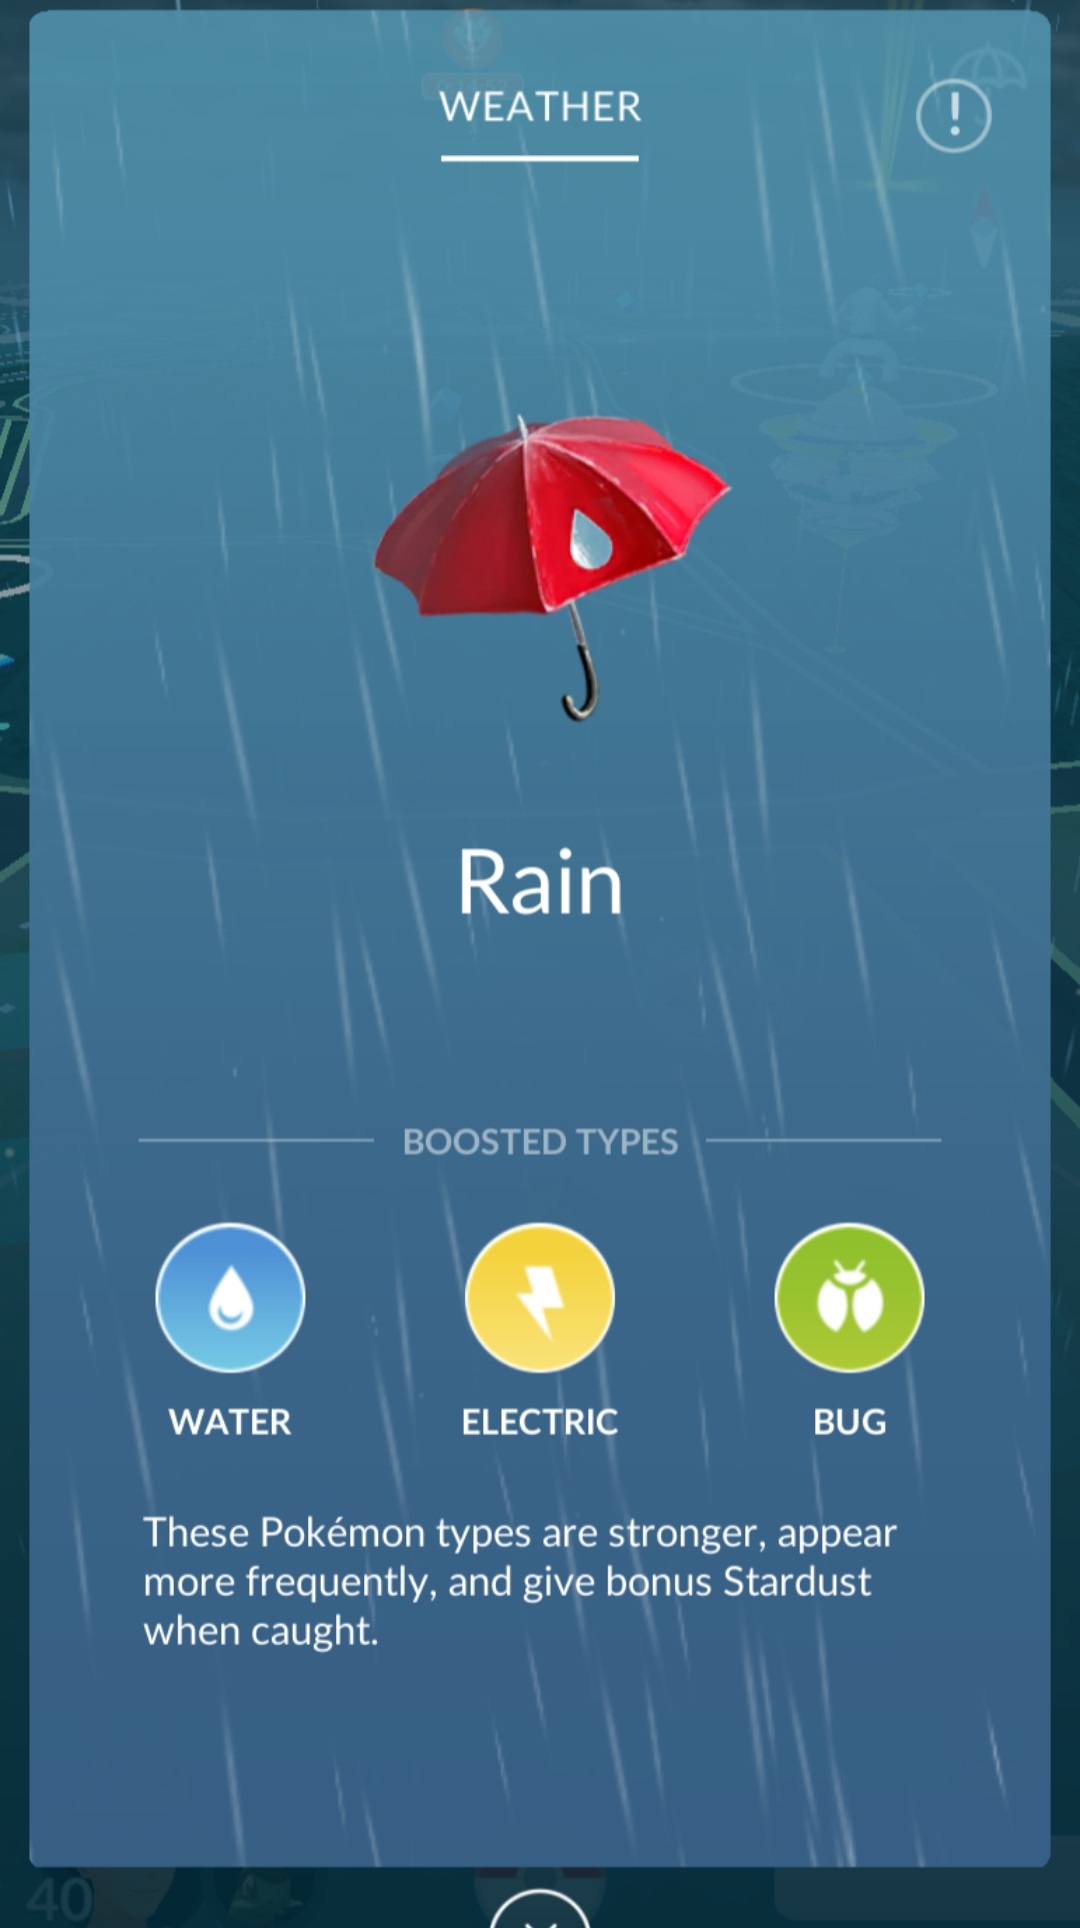 WEATHER
Rain
BOOSTED TYPES
WATER
ELECTRIC
BUG
These Pokémon types are stronger, appear
more frequently, and give bonus Stardust
when caught.
40